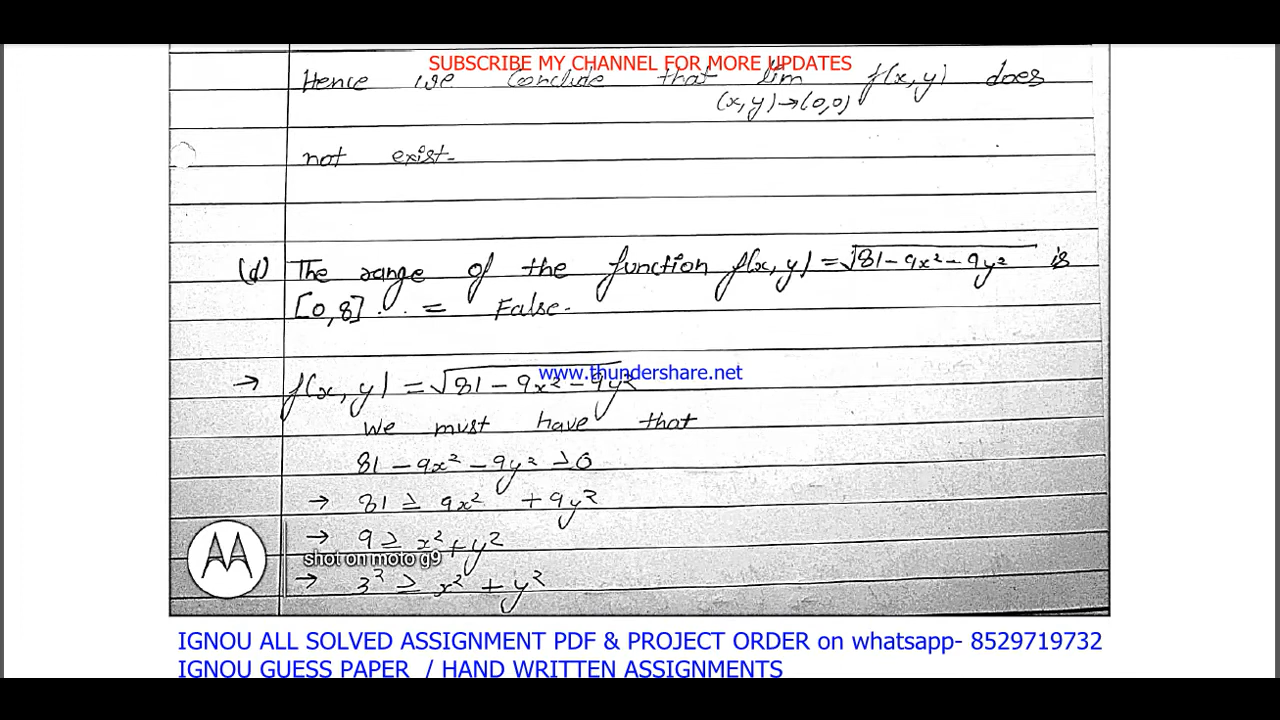 SUBSCRIBE MY CHANNEL FOR MORE UPDATES
Hence we Conclude that lim f(x,y) does
(x,y)→(0,0)
not exist.
(d) The range of the function f(x,y) = √81-9x²-9y² is
[0,8] = False.
www.thundershare.net
→ f(x,y) = √81-9x²-9y²
We must have that
81-9x²-9y² ≥0
→ 81 ≥ 9x² + 9y²
→ 9 ≥ x²+y²
shot on moto g9
→ 3² ≥ x² + y²
IGNOU ALL SOLVED ASSIGNMENT PDF & PROJECT ORDER on whatsapp- 8529719732
IGNOU GUESS PAPER / HAND WRITTEN ASSIGNMENTS